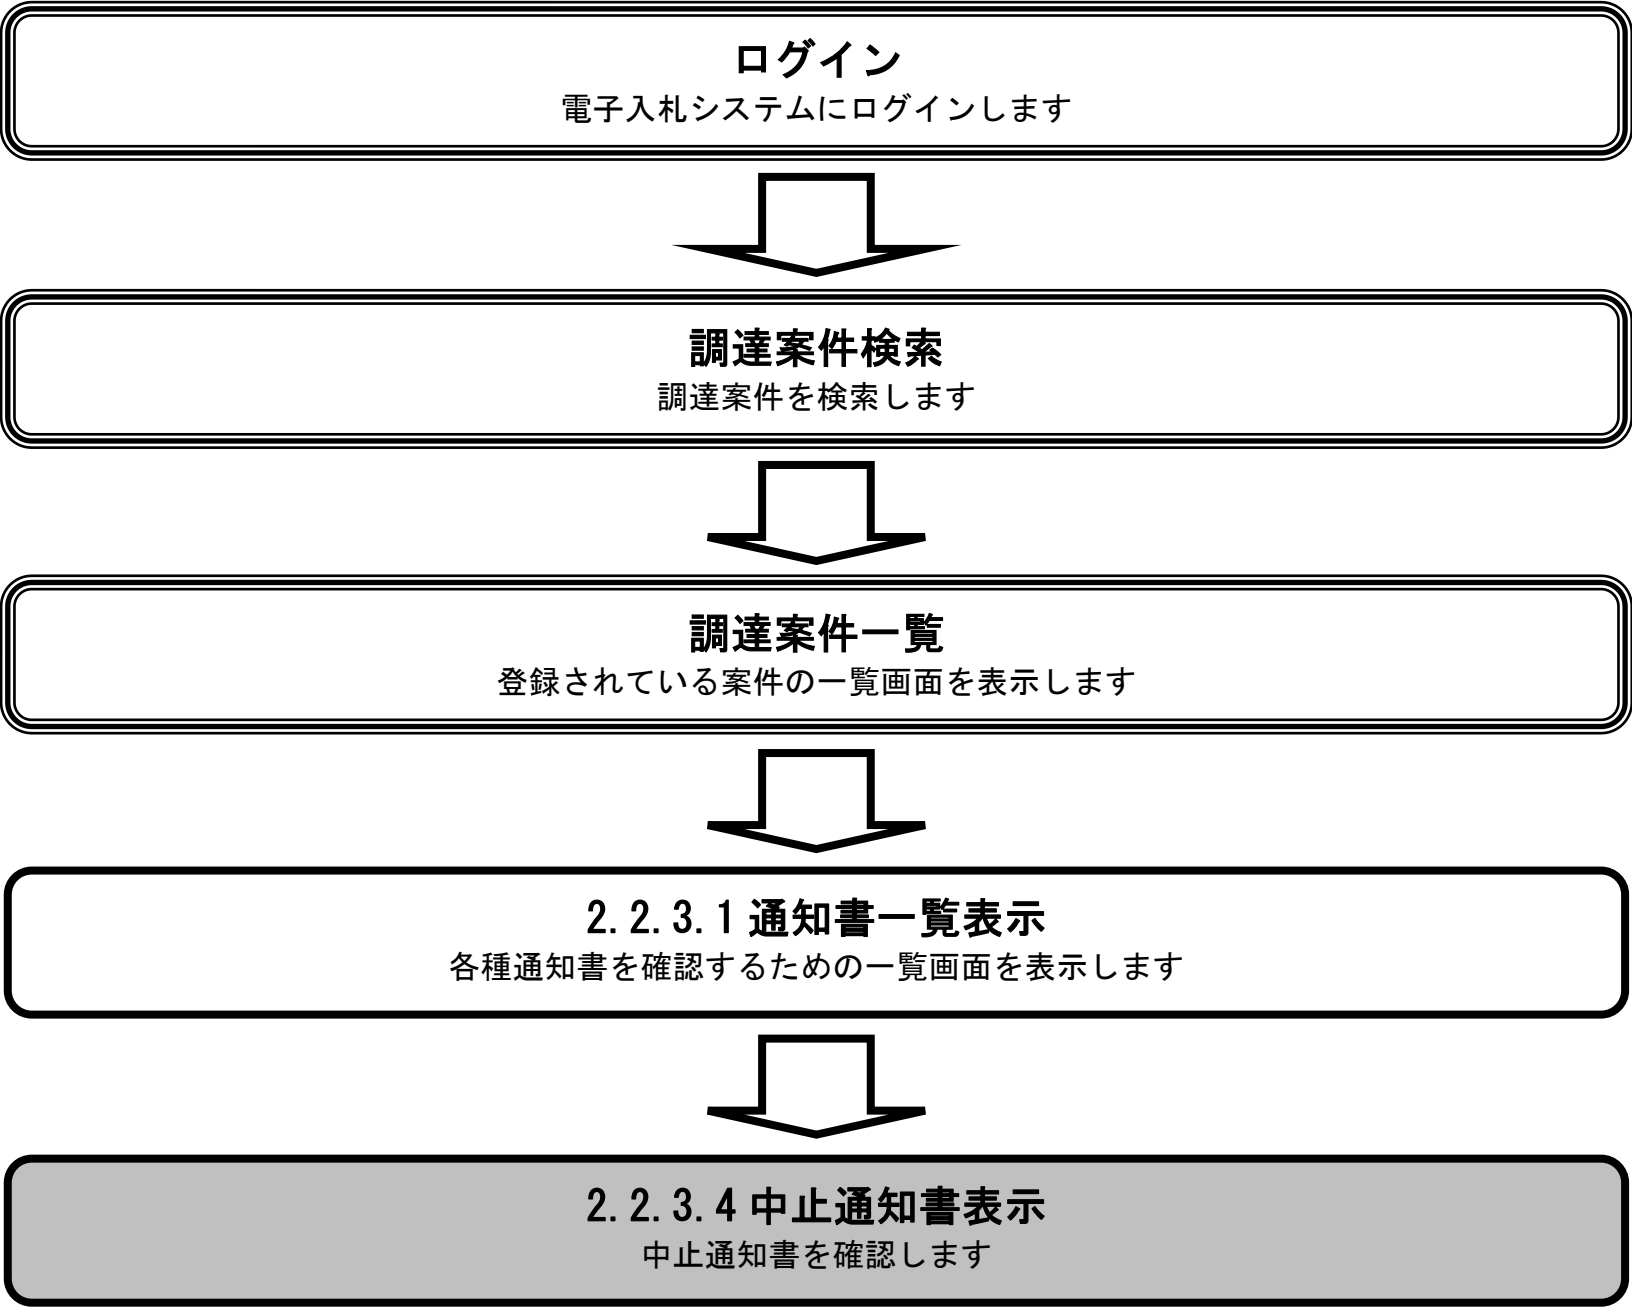 ログイン
電子入札システムにログインします
調達案件検索
調達案件を検索します
調達案件一覧
登録されている案件の一覧画面を表示します
2.2.3.1 通知書一覧表示
各種通知書を確認するための一覧画面を表示します
2.2.3.4 中止通知書表示
中止通知書を確認します